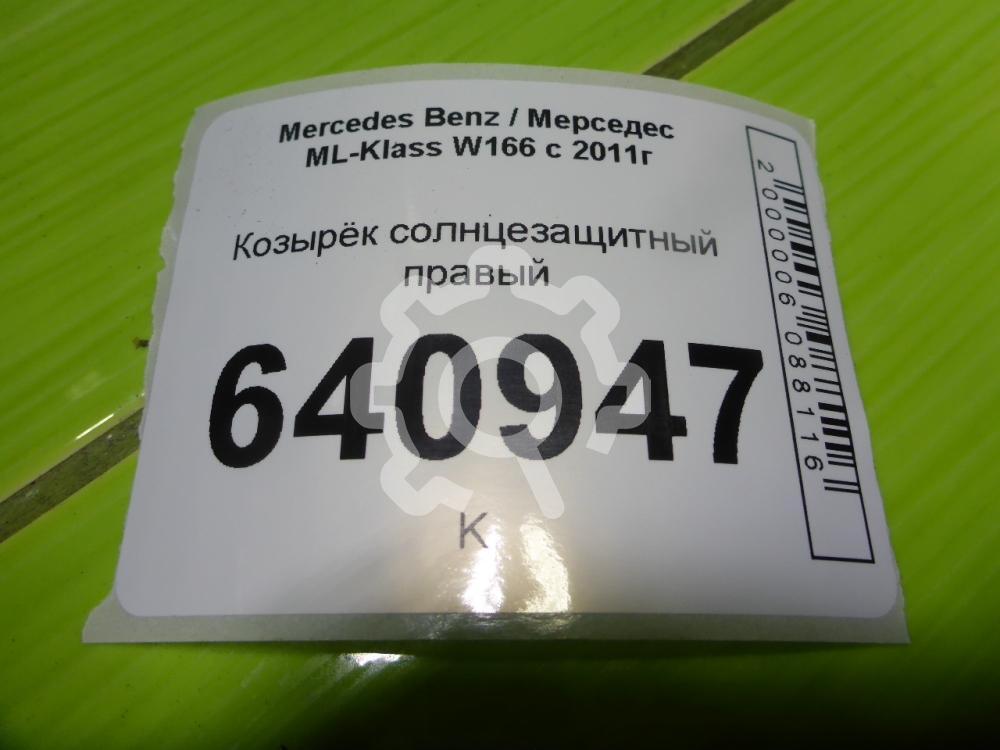 Mercedes Benz / Мерседес
ML-Klass W166 с 2011г
Козырёк солнцезащитный
правый
640947
К
2000006088116